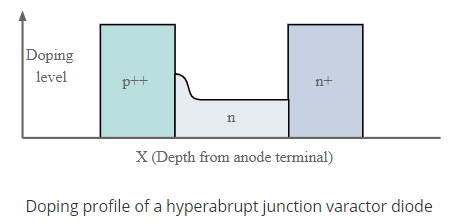 Doping
level
p++
n
n+
X (Depth from anode terminal)
Doping profile of a hyperabrupt junction varactor diode